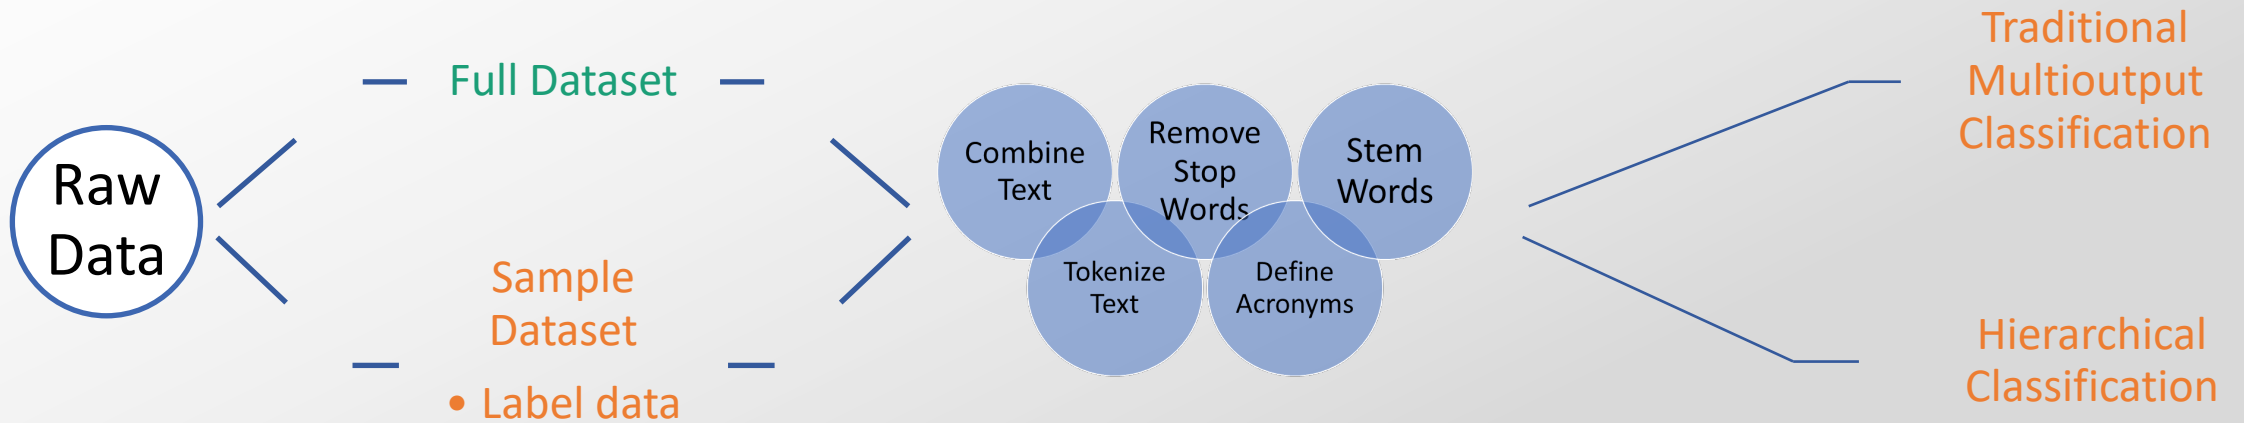 Raw
Data
Full Dataset
Sample
Dataset
• Label data
Combine
Text
Tokenize
Text
Remove
Stop
Words
Define
Acronyms
Stem
Words
Traditional
Multioutput
Classification
Hierarchical
Classification